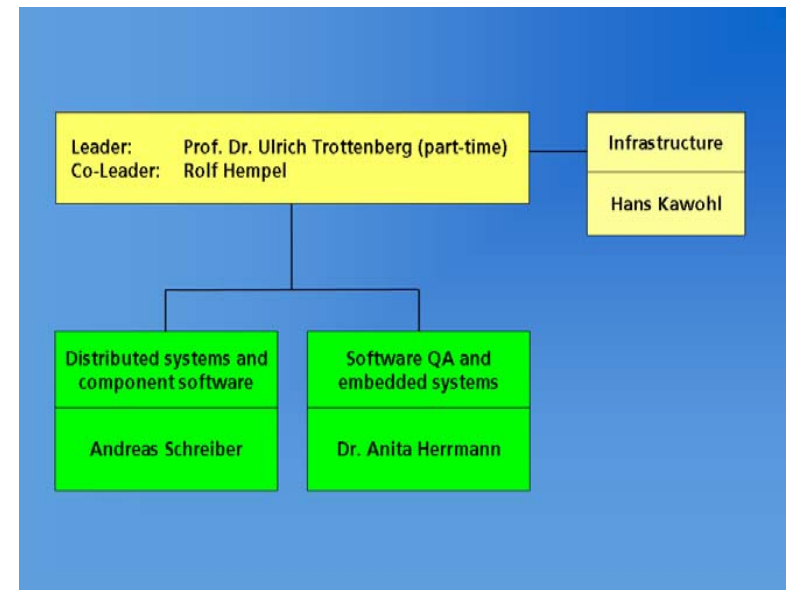 Leader: Prof. Dr. Ulrich Trottenberg (part-time)
Co-Leader: Rolf Hempel
Infrastructure
Hans Kawohl
Distributed systems and
component software
Andreas Schreiber
Software QA and
embedded systems
Dr. Anita Herrmann